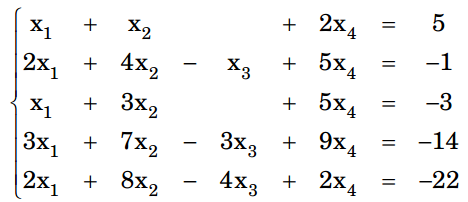 x₁ + x₂ + 2x₄ = 5
2x₁ + 4x₂ − x₃ + 5x₄ = −1
x₁ + 3x₂ + 5x₄ = −3
3x₁ + 7x₂ − 3x₃ + 9x₄ = −14
2x₁ + 8x₂ − 4x₃ + 2x₄ = −22